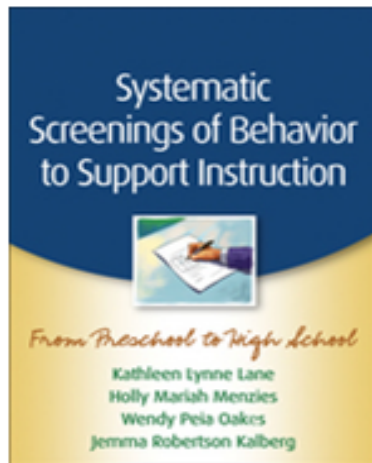 Systematic
Screenings of Behavior
to Support Instruction
From Preschool to High School
Kathleen Lynne Lane
Holly Mariah Menzies
Wendy Peia Oakes
Jemma Robertson Kalberg